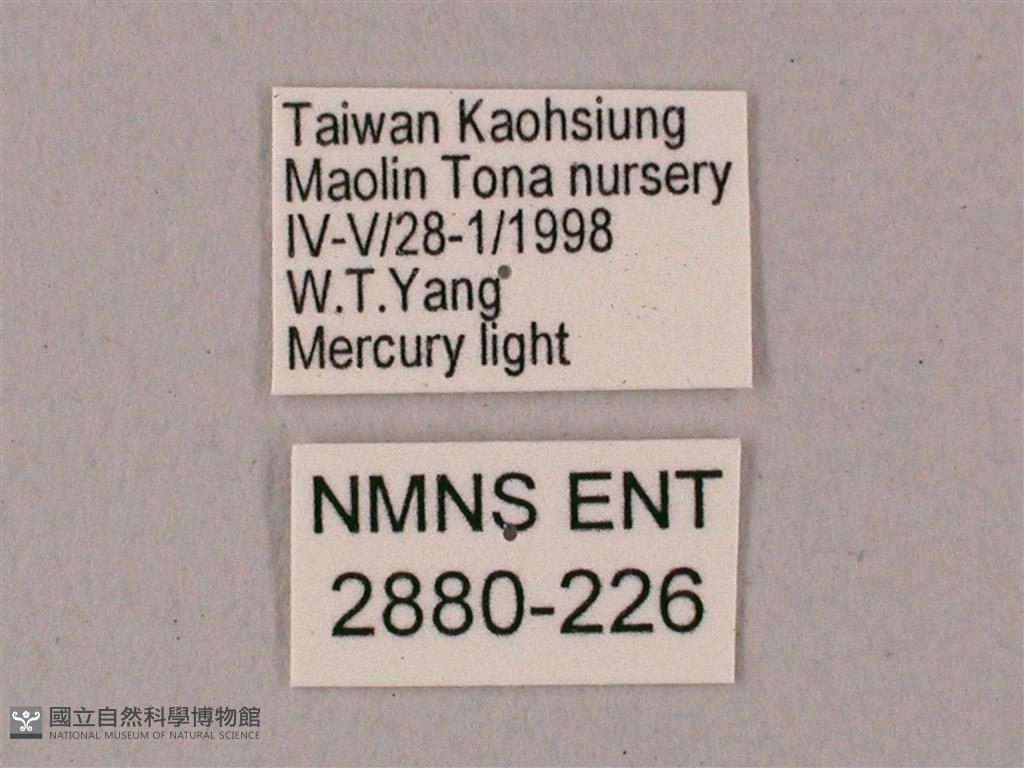 Taiwan Kaohsiung
Maolin Tona nursery
IV-V/28-1/1998
W.T.Yang
Mercury light
NMNS ENT
2880-226
國立自然科學博物館
NATIONAL MUSEUM OF NATURAL SCIENCE